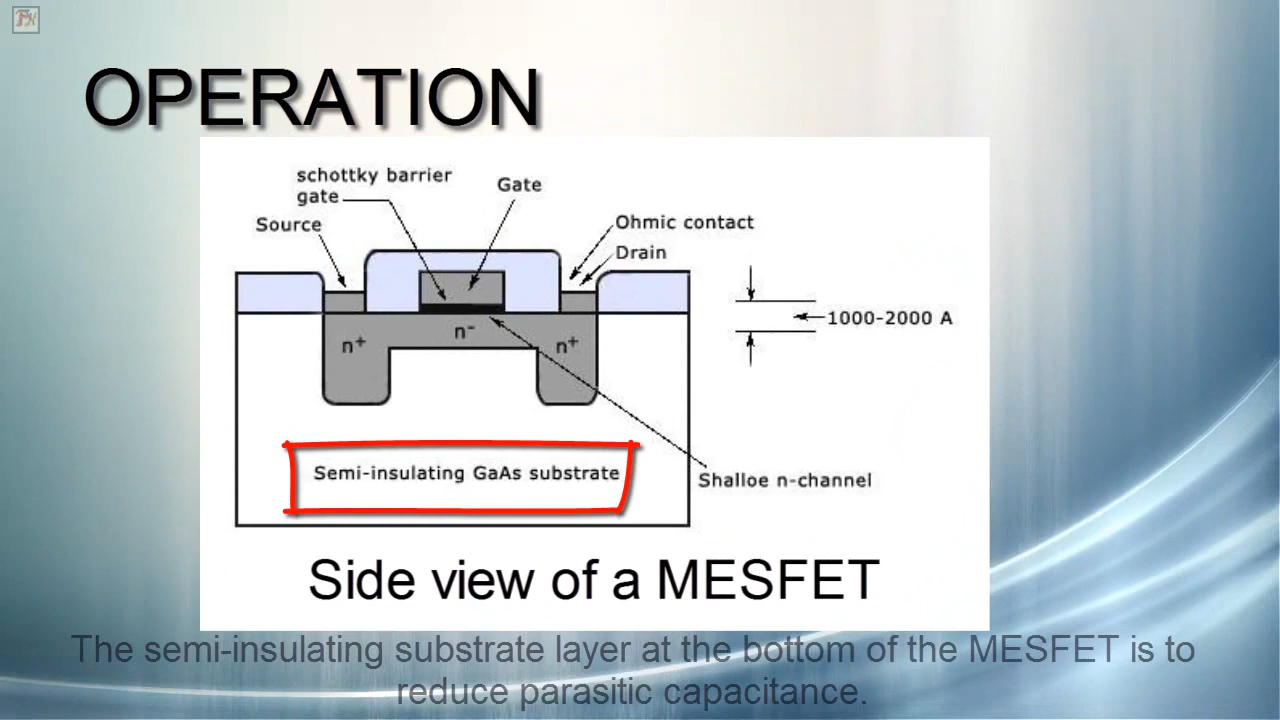 OPERATION
schottky barrier
gate
Gate
Source
Ohmic contact
Drain
1000-2000 A
n+
n-
n+
Semi-insulating GaAs substrate
Shalloe n-channel
Side view of a MESFET
The semi-insulating substrate layer at the bottom of the MESFET is to
reduce parasitic capacitance.